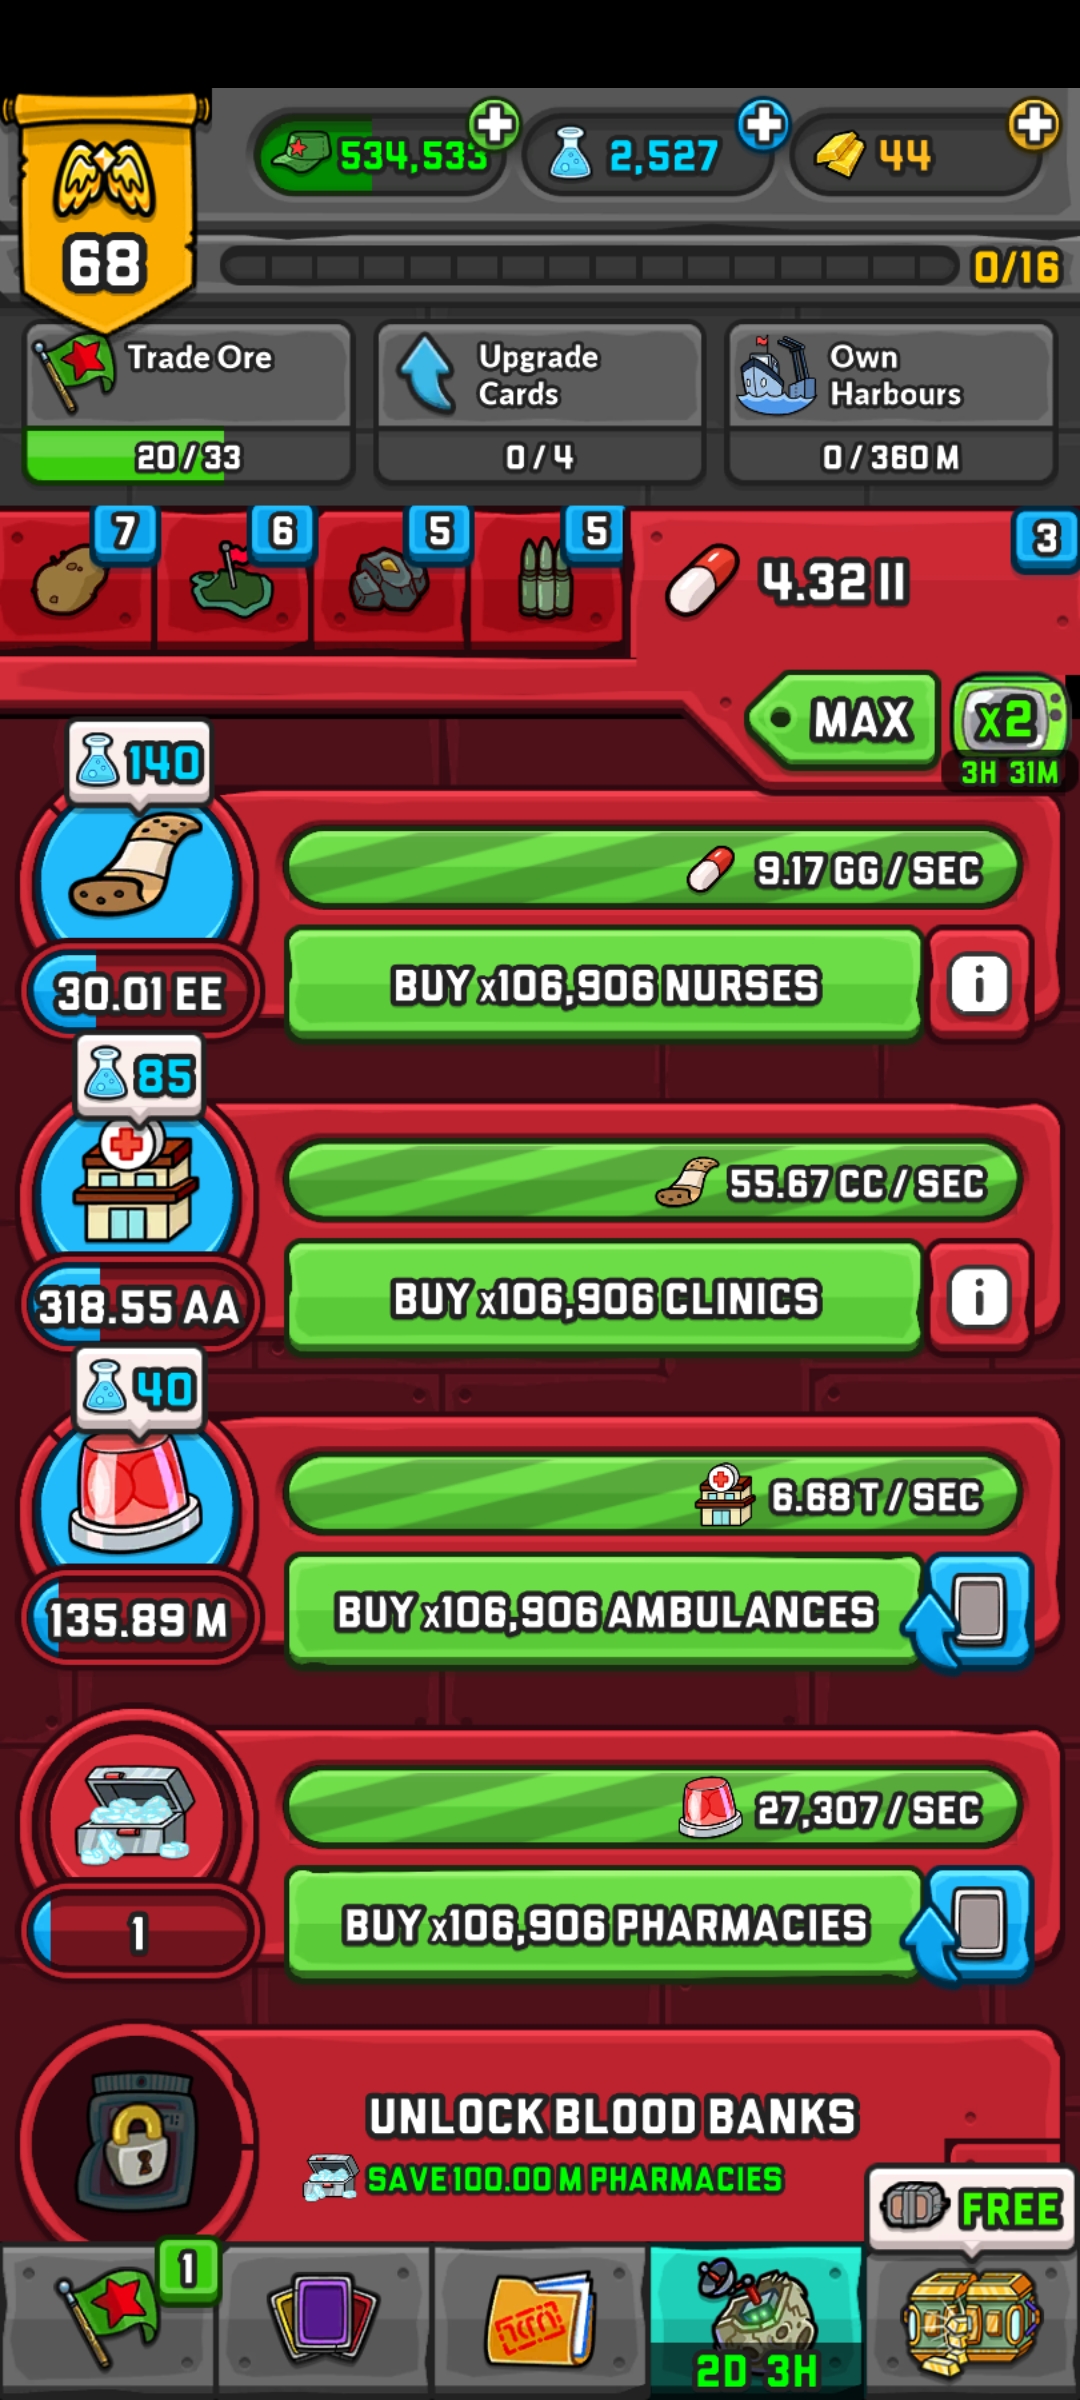 534,533
2,527
44
68
0/16
Trade Ore
20/33
Upgrade
Cards
0/4
Own
Harbours
0/360 M
7
6
5
5
3
4.32 II
MAX
x2
3H 31M
140
9.17 GG / SEC
30.01 EE
BUY x106,906 NURSES
i
85
55.67 CC / SEC
318.55 AA
BUY x106,906 CLINICS
i
40
6.68 T / SEC
135.89 M
BUY x106,906 AMBULANCES
27,307 / SEC
1
BUY x106,906 PHARMACIES
UNLOCK BLOOD BANKS
SAVE 100.00 M PHARMACIES
FREE
1
2D 3H